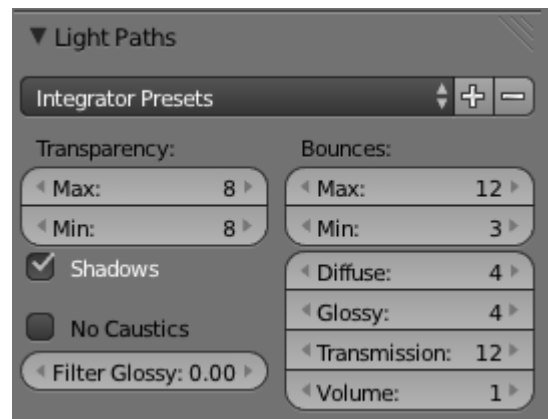 Light Paths
Integrator Presets
Transparency:
Max: 8
Min: 8
Shadows
No Caustics
Filter Glossy: 0.00
Bounces:
Max: 12
Min: 3
Diffuse: 4
Glossy: 4
Transmission: 12
Volume: 1